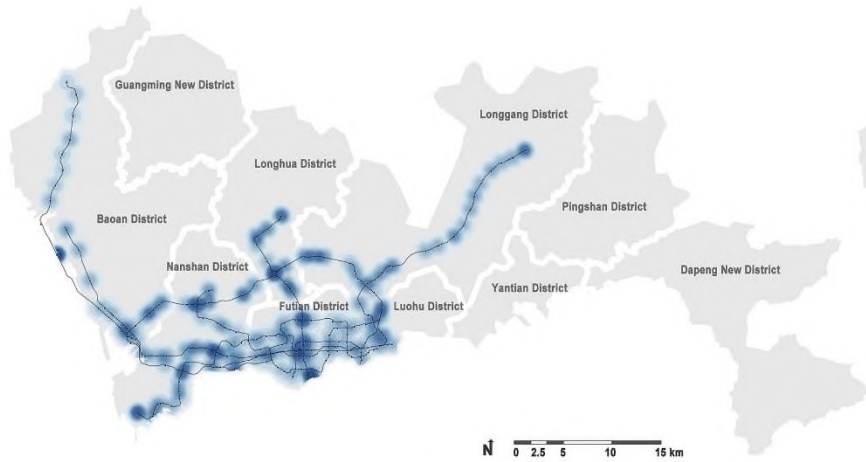 Guangming New District
Longgang District
Longhua District
Pingshan District
Baoan District
Nanshan District
Dapeng New District
Yantian District
Futian District
Luohu District
N
0 2.5 5 10 15 km